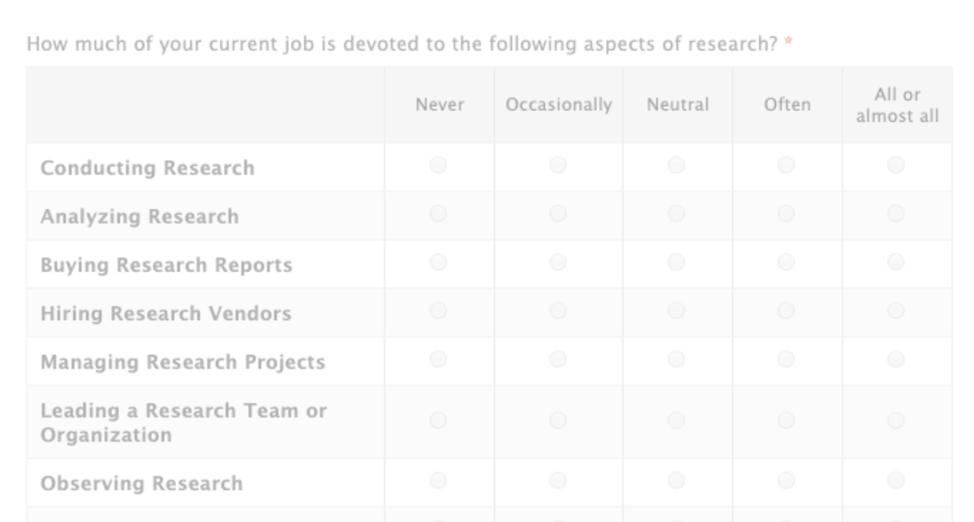 How much of your current job is devoted to the following aspects of research? *
Never Occasionally Neutral Often All or
almost all
Conducting Research
Analyzing Research
Buying Research Reports
Hiring Research Vendors
Managing Research Projects
Leading a Research Team or
Organization
Observing Research